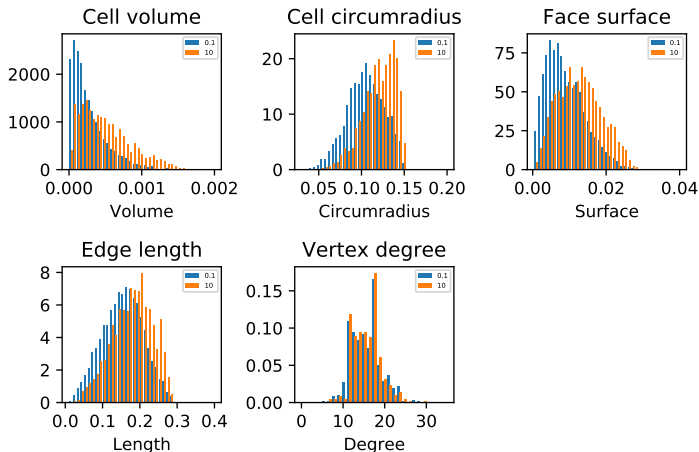 Cell volume
0.1
10
2000
1000
0
0.000 0.001 0.002
Volume
Cell circumradius
0.1
10
20
10
0
0.05 0.10 0.15 0.20
Circumradius
Face surface
0.1
10
75
50
25
0
0.00 0.02 0.04
Surface
Edge length
0.1
10
8
6
4
2
0
0.0 0.1 0.2 0.3 0.4
Length
Vertex degree
0.1
10
0.15
0.10
0.05
0.00
0 10 20 30
Degree